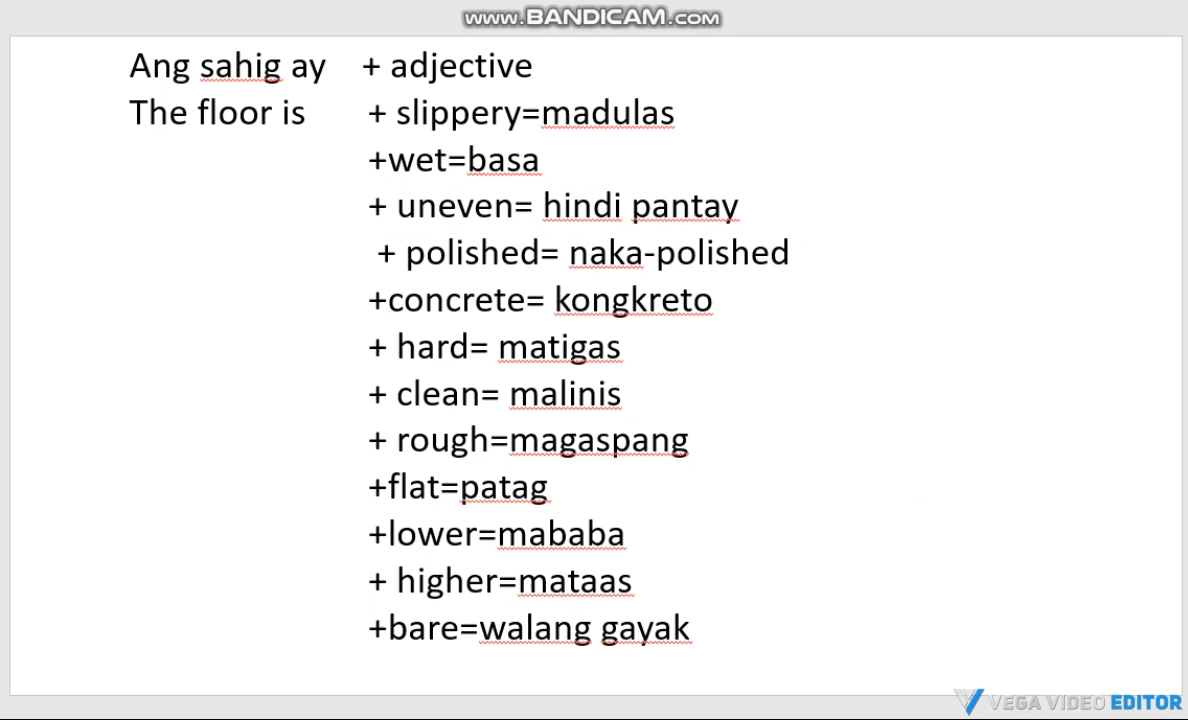 www.BANDICAM.com
Ang sahig ay + adjective
The floor is + slippery=madulas
+wet=basa
+ uneven= hindi pantay
+ polished= naka-polished
+concrete= kongkreto
+ hard= matigas
+ clean= malinis
+ rough=magaspang
+flat=patag
+lower=mababa
+ higher=mataas
+bare=walang gayak
VEGA VIDEO EDITOR